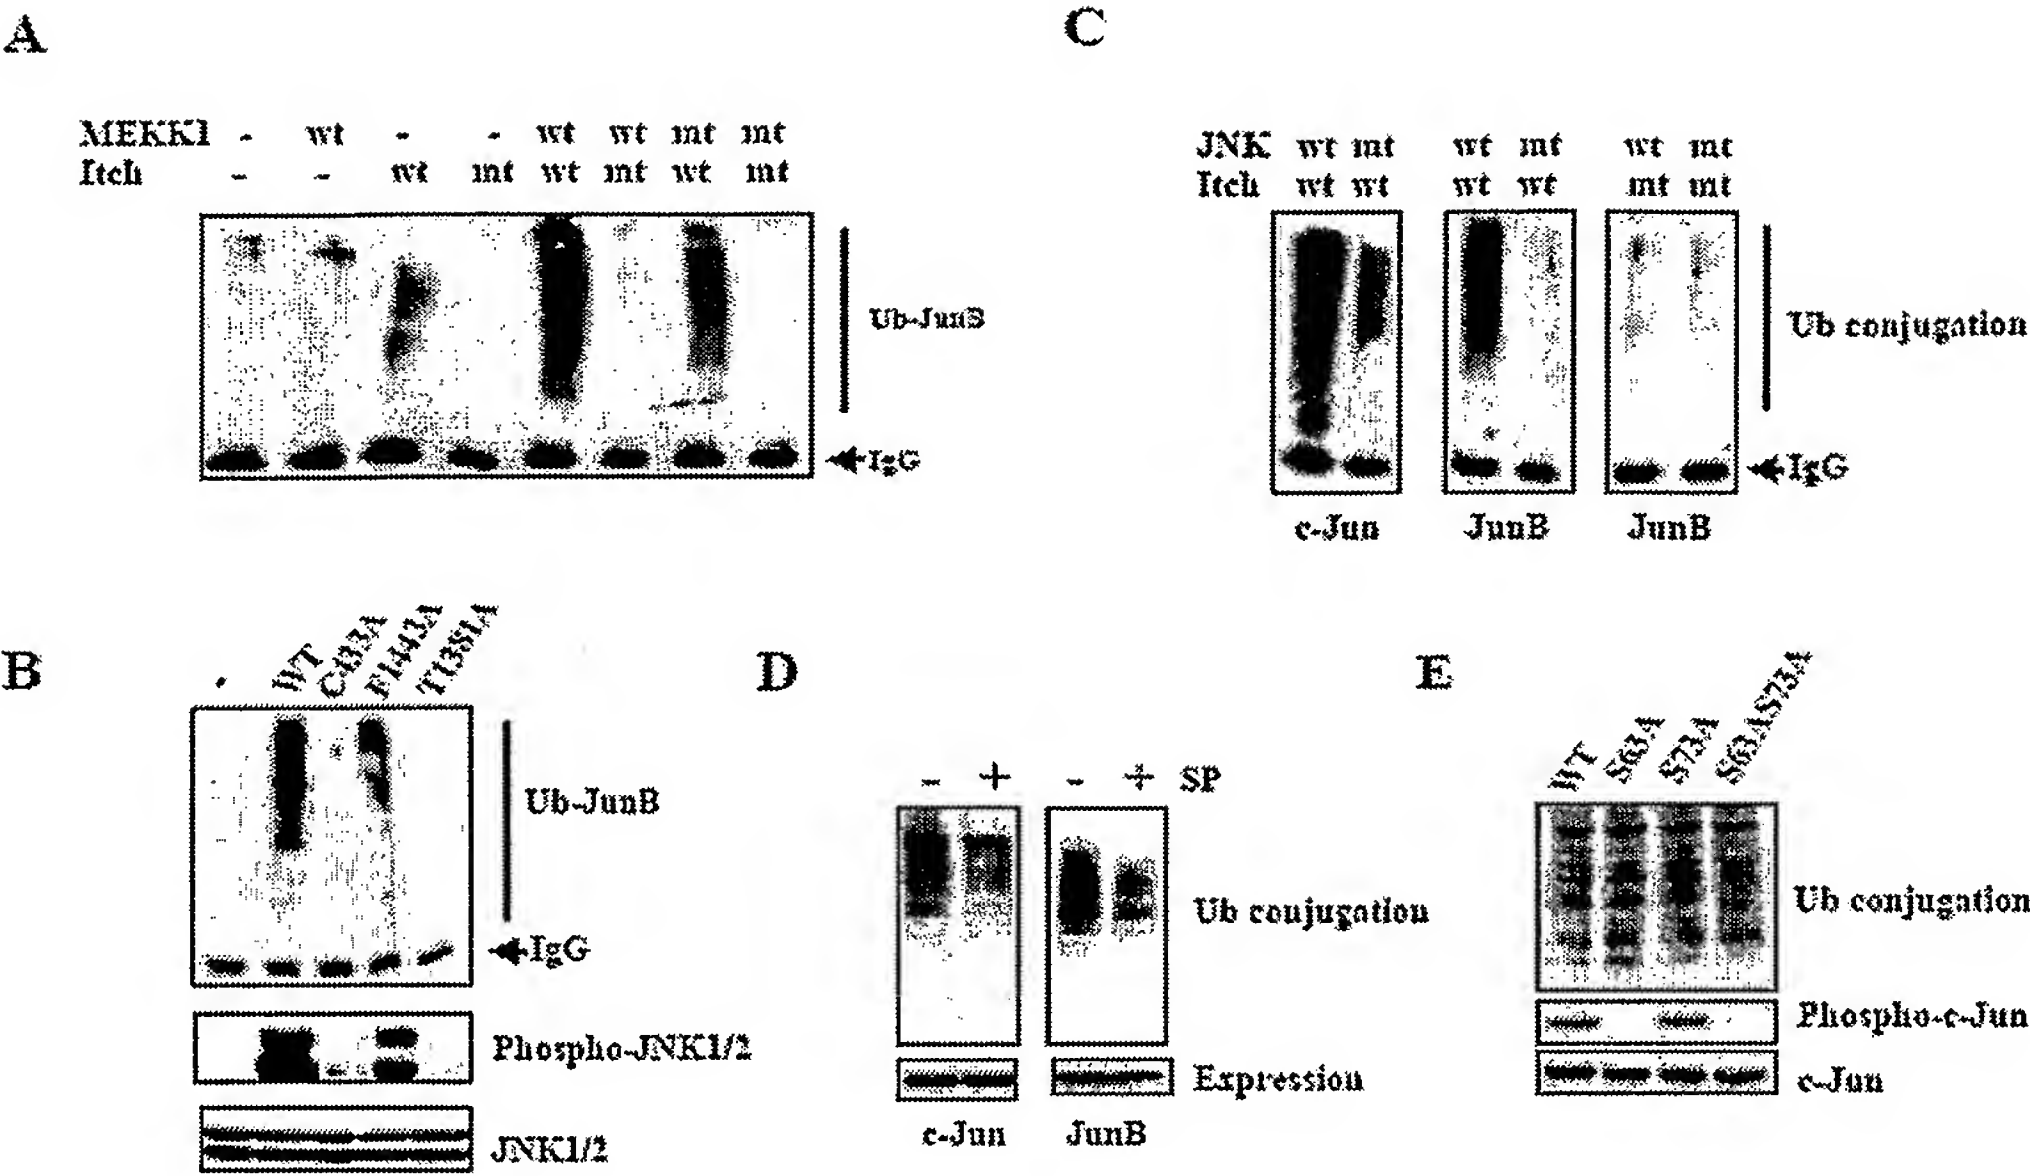 A
MEKK1 - wt - - wt wt mt mt
Itch - - wt mt wt mt wt mt
Ub-JunB
IgG
C
JNK wt mt wt mt wt mt
Itch wt wt wt wt mt mt
Ub conjugation
IgG
c-Jun JunB JunB
B
- WT C433A F1443A T1381A
Ub-JunB
IgG
Phospho-JNK1/2
JNK1/2
D
- + - + SP
Ub conjugation
Expression
c-Jun JunB
E
WT S63A S73A S63AS73A
Ub conjugation
Phospho-c-Jun
c-Jun